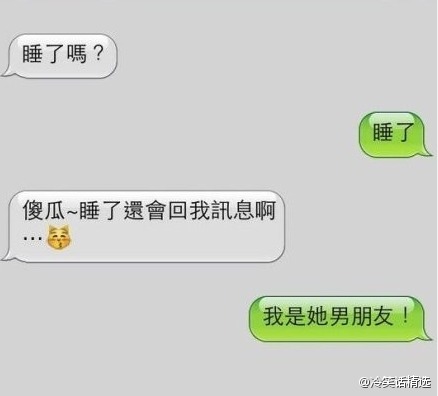 睡了嗎？
睡了
傻瓜~睡了還會回我訊息啊
…😽
我是她男朋友！
@冷笑话精选